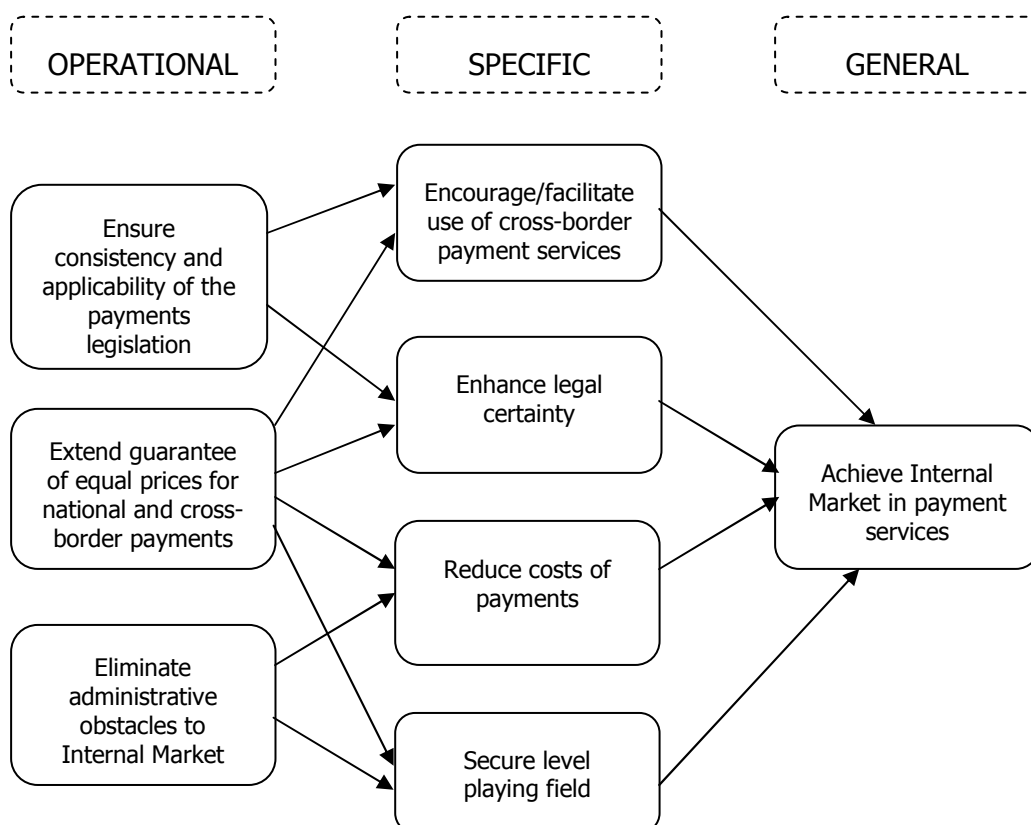 OPERATIONAL
SPECIFIC
GENERAL
Ensure
consistency and
applicability of the
payments
legislation
Extend guarantee
of equal prices for
national and cross-
border payments
Eliminate
administrative
obstacles to
Internal Market
Encourage/facilitate
use of cross-border
payment services
Enhance legal
certainty
Reduce costs of
payments
Secure level
playing field
Achieve Internal
Market in payment
services